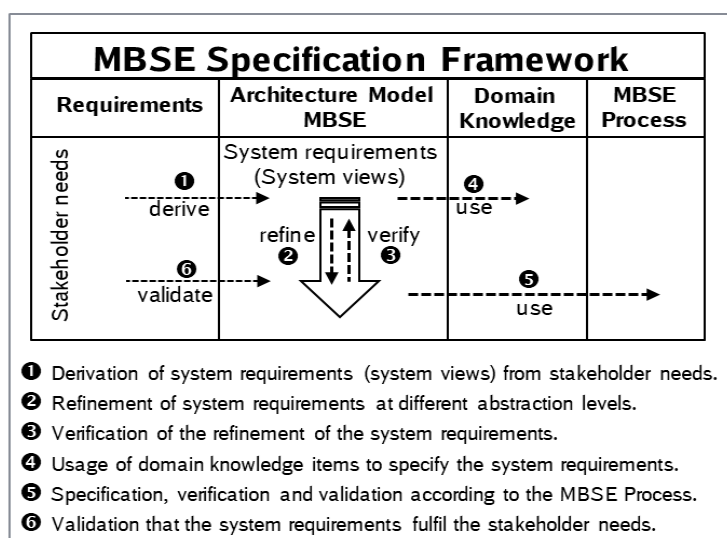 MBSE Specification Framework
Requirements
Architecture Model
MBSE
Domain
Knowledge
MBSE
Process
Stakeholder needs
System requirements
(System views)
❶
derive
❹
use
refine
❷
verify
❸
❻
validate
❺
use
❶ Derivation of system requirements (system views) from stakeholder needs.
❷ Refinement of system requirements at different abstraction levels.
❸ Verification of the refinement of the system requirements.
❹ Usage of domain knowledge items to specify the system requirements.
❺ Specification, verification and validation according to the MBSE Process.
❻ Validation that the system requirements fulfil the stakeholder needs.